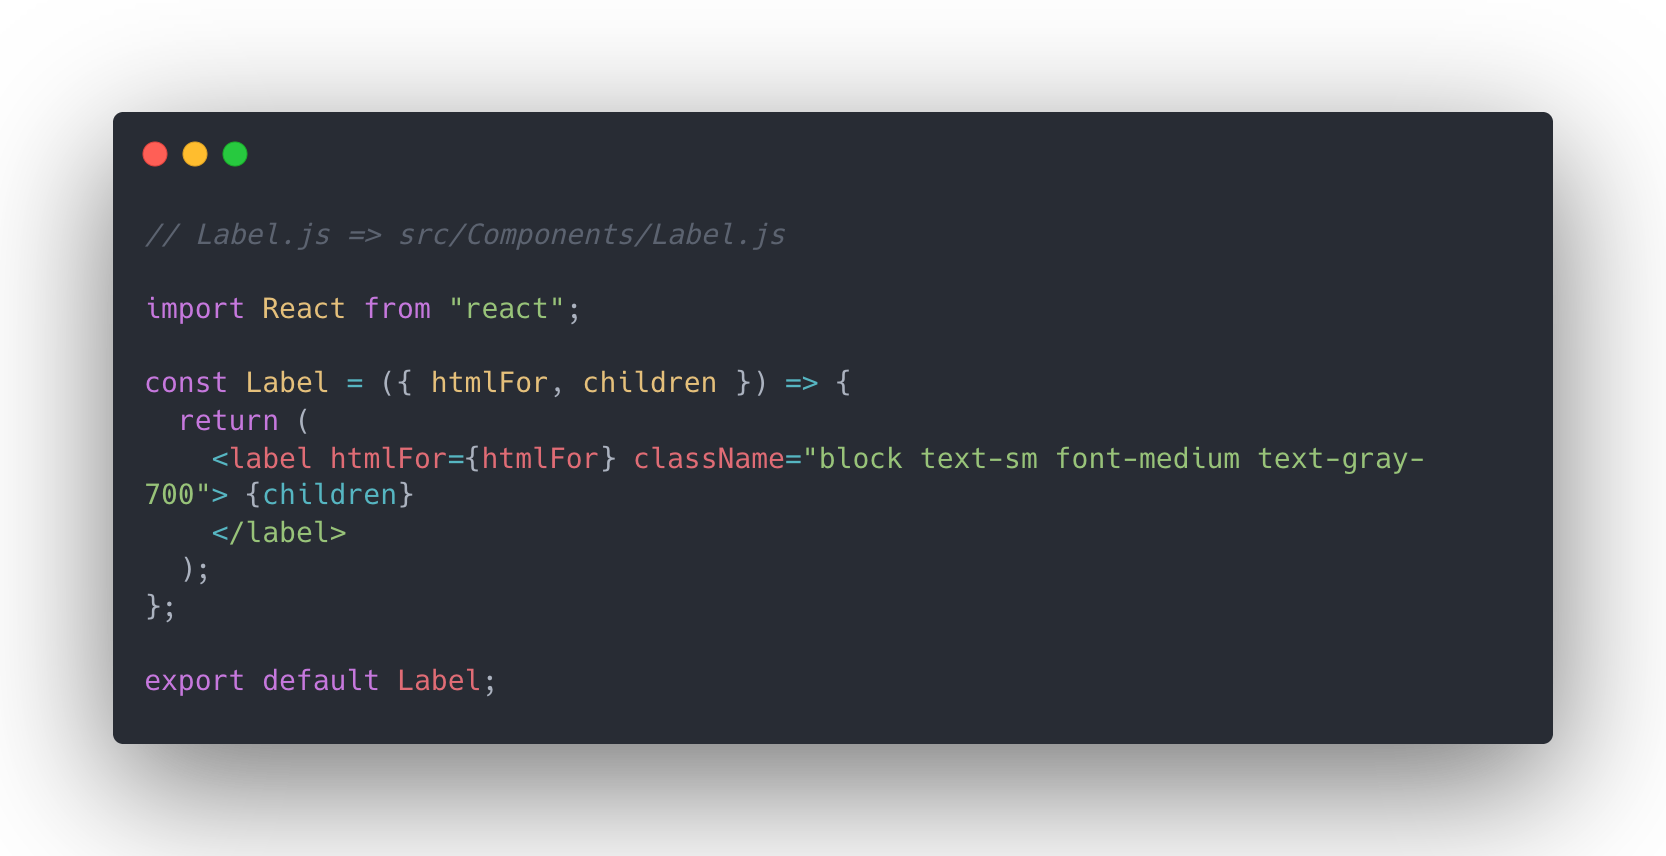 // Label.js => src/Components/Label.js

import React from "react";

const Label = ({ htmlFor, children }) => {
  return (
    <label htmlFor={htmlFor} className="block text-sm font-medium text-gray-
700"> {children}
    </label>
  );
};

export default Label;